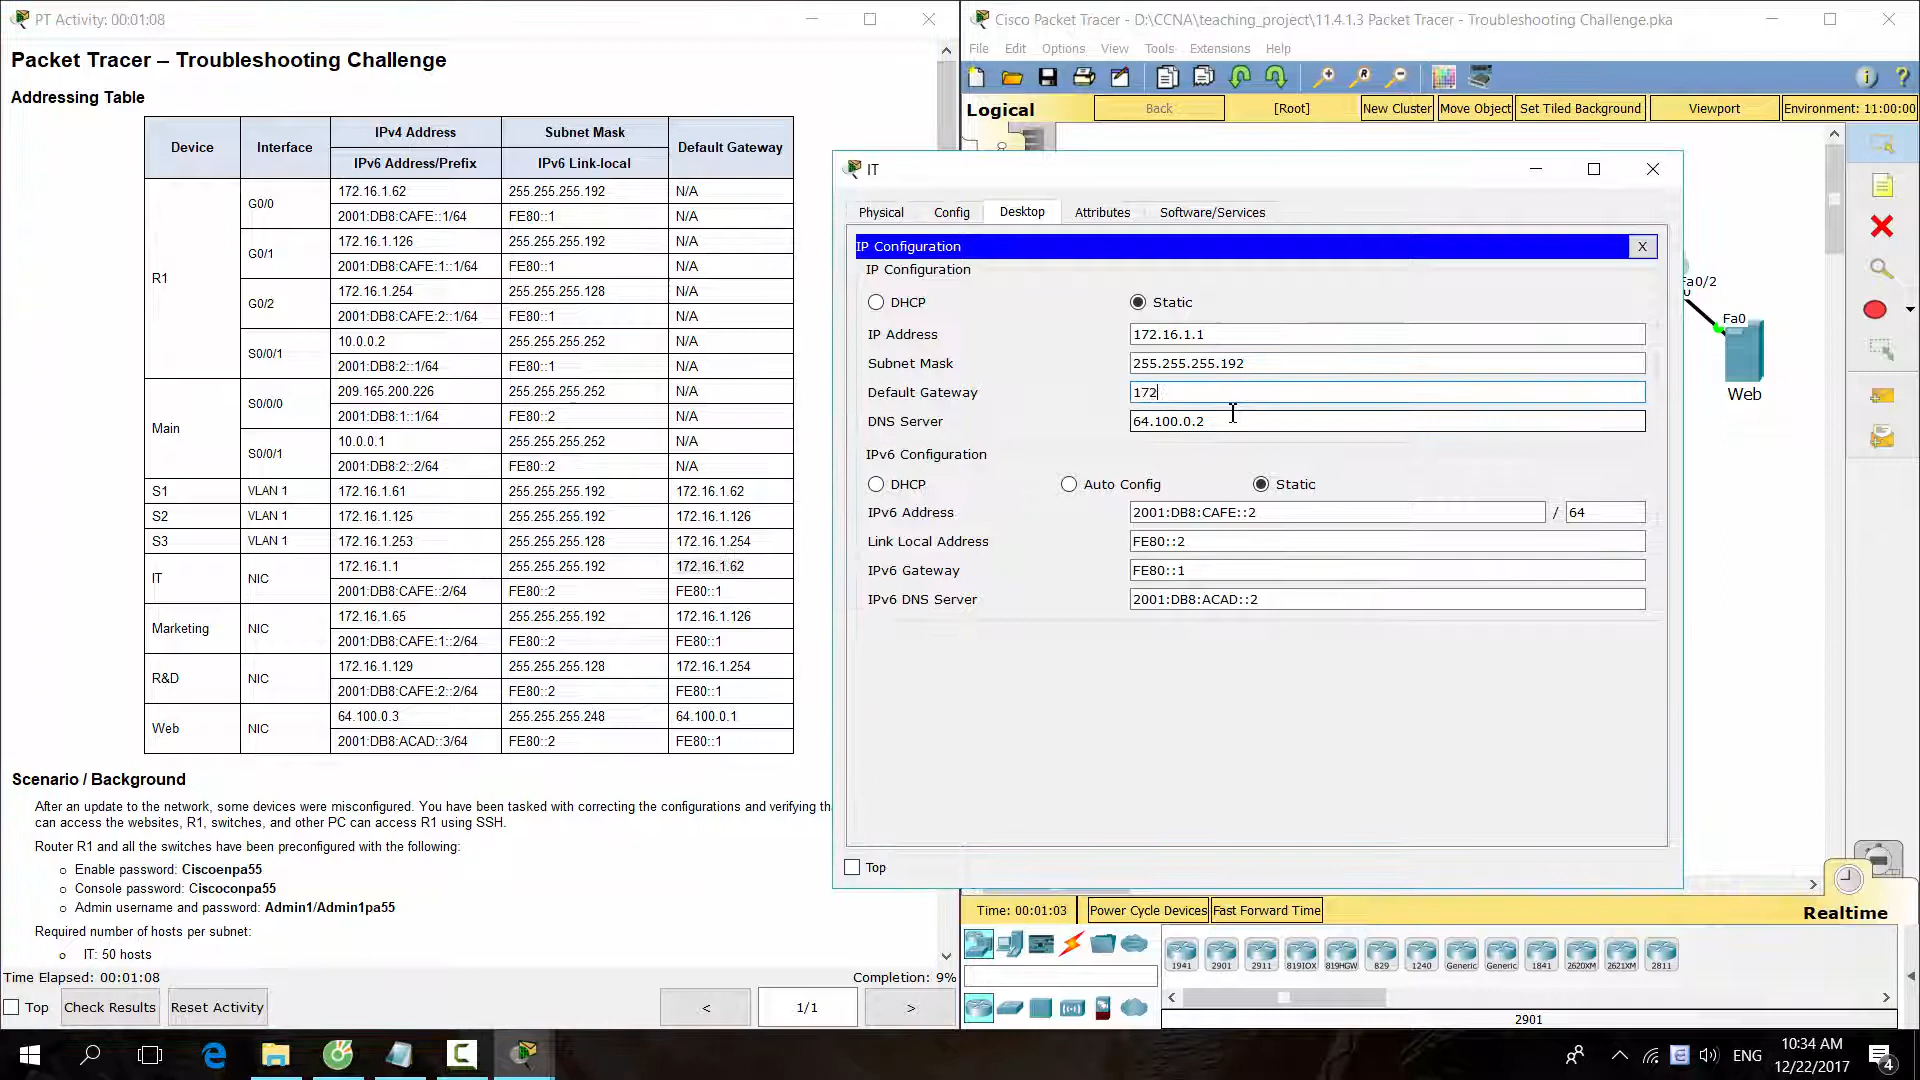 PT Activity: 00:01:08
Packet Tracer – Troubleshooting Challenge
Addressing Table
Device Interface IPv4 Address Subnet Mask Default Gateway
IPv6 Address/Prefix IPv6 Link-local
R1 G0/0 172.16.1.62 255.255.255.192 N/A
2001:DB8:CAFE::1/64 FE80::1 N/A
G0/1 172.16.1.126 255.255.255.192 N/A
2001:DB8:CAFE:1::1/64 FE80::1 N/A
G0/2 172.16.1.254 255.255.255.128 N/A
2001:DB8:CAFE:2::1/64 FE80::1 N/A
S0/0/1 10.0.0.2 255.255.255.252 N/A
2001:DB8:2::1/64 FE80::1 N/A
Main S0/0/0 209.165.200.226 255.255.255.252 N/A
2001:DB8:1::1/64 FE80::2 N/A
S0/0/1 10.0.0.1 255.255.255.252 N/A
2001:DB8:2::2/64 FE80::2 N/A
S1 VLAN 1 172.16.1.61 255.255.255.192 172.16.1.62
S2 VLAN 1 172.16.1.125 255.255.255.192 172.16.1.126
S3 VLAN 1 172.16.1.253 255.255.255.128 172.16.1.254
IT NIC 172.16.1.1 255.255.255.192 172.16.1.62
2001:DB8:CAFE::2/64 FE80::2 FE80::1
Marketing NIC 172.16.1.65 255.255.255.192 172.16.1.126
2001:DB8:CAFE:1::2/64 FE80::2 FE80::1
R&D NIC 172.16.1.129 255.255.255.128 172.16.1.254
2001:DB8:CAFE:2::2/64 FE80::2 FE80::1
Web NIC 64.100.0.3 255.255.255.248 64.100.0.1
2001:DB8:ACAD::3/64 FE80::2 FE80::1
Scenario / Background
After an update to the network, some devices were misconfigured. You have been tasked with correcting the configurations and verifying
can access the websites, R1, switches, and other PC can access R1 using SSH.
Router R1 and all the switches have been preconfigured with the following:
o Enable password: Ciscoenpa55
o Console password: Ciscoconpa55
o Admin username and password: Admin1/Admin1pa55
Required number of hosts per subnet:
o IT: 50 hosts
Time Elapsed: 00:01:08 Completion: 9%
Top Check Results Reset Activity < 1/1 >
Cisco Packet Tracer - D:\CCNA\teaching_project\11.4.1.3 Packet Tracer - Troubleshooting Challenge.pka
File Edit Options View Tools Extensions Help
Logical Back [Root] New Cluster Move Object Set Tiled Background Viewport Environment: 11:00:00
IT
Physical Config Desktop Attributes Software/Services
IP Configuration X
IP Configuration
DHCP Static
IP Address 172.16.1.1
Subnet Mask 255.255.255.192
Default Gateway 172
DNS Server 64.100.0.2
IPv6 Configuration
DHCP Auto Config Static
IPv6 Address 2001:DB8:CAFE::2 / 64
Link Local Address FE80::2
IPv6 Gateway FE80::1
IPv6 DNS Server 2001:DB8:ACAD::2
Top
Fa0/2
Fa0
Web
Time: 00:01:03 Power Cycle Devices Fast Forward Time Realtime
1941 2901 2911 819IOX 819HGW 829 1240 Generic Generic 1841 2620XM 2621XM 2811
2901
ENG 10:34 AM
12/22/2017
4